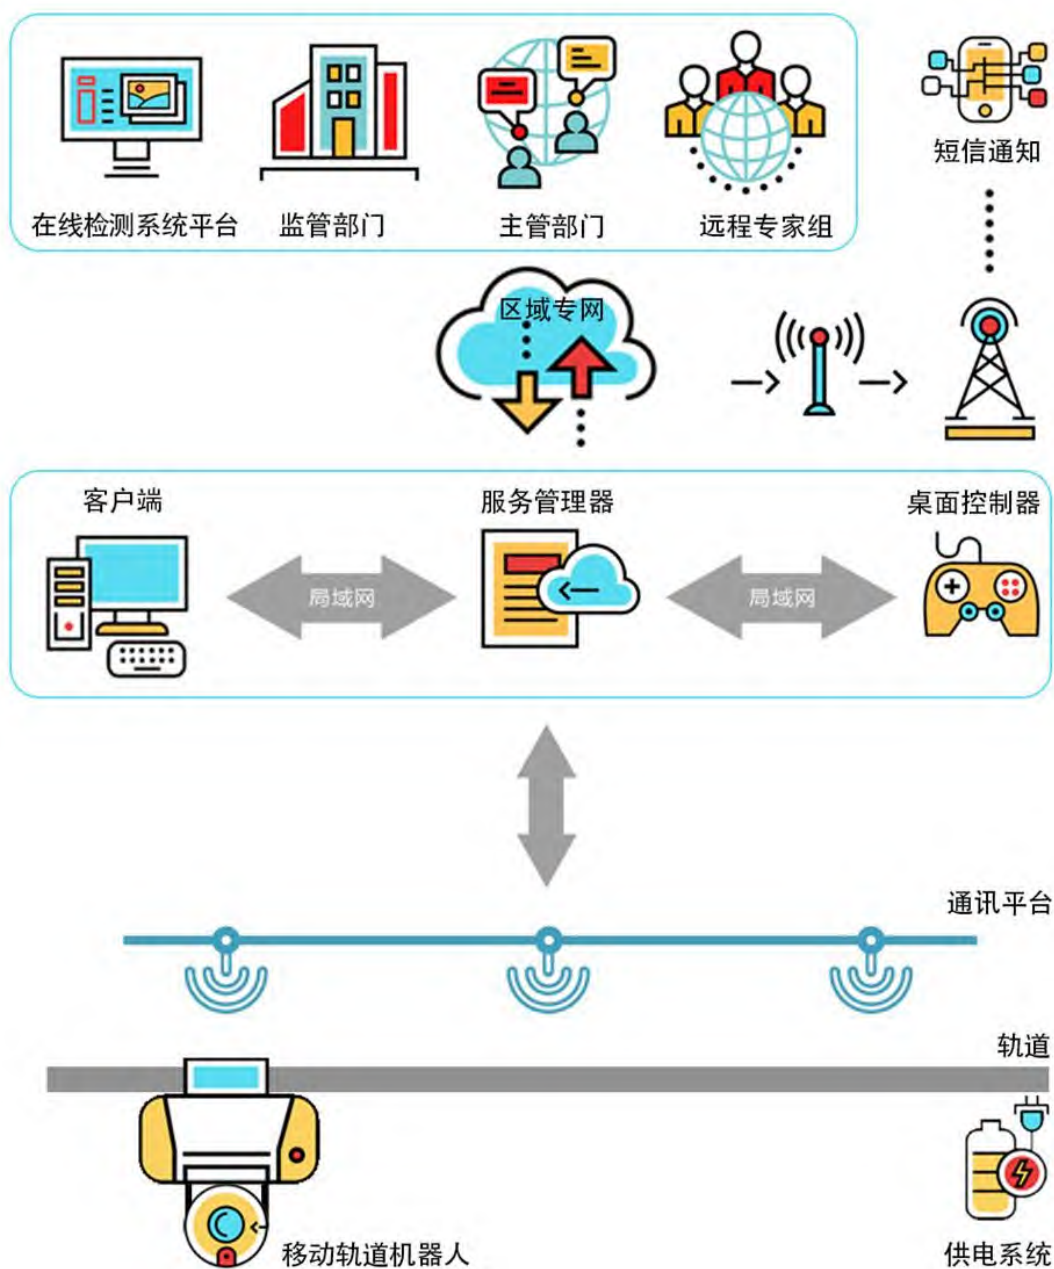 短信通知
在线检测系统平台
监管部门
主管部门
远程专家组
区域专网
客户端
服务管理器
桌面控制器
局域网
局域网
通讯平台
轨道
移动轨道机器人
供电系统